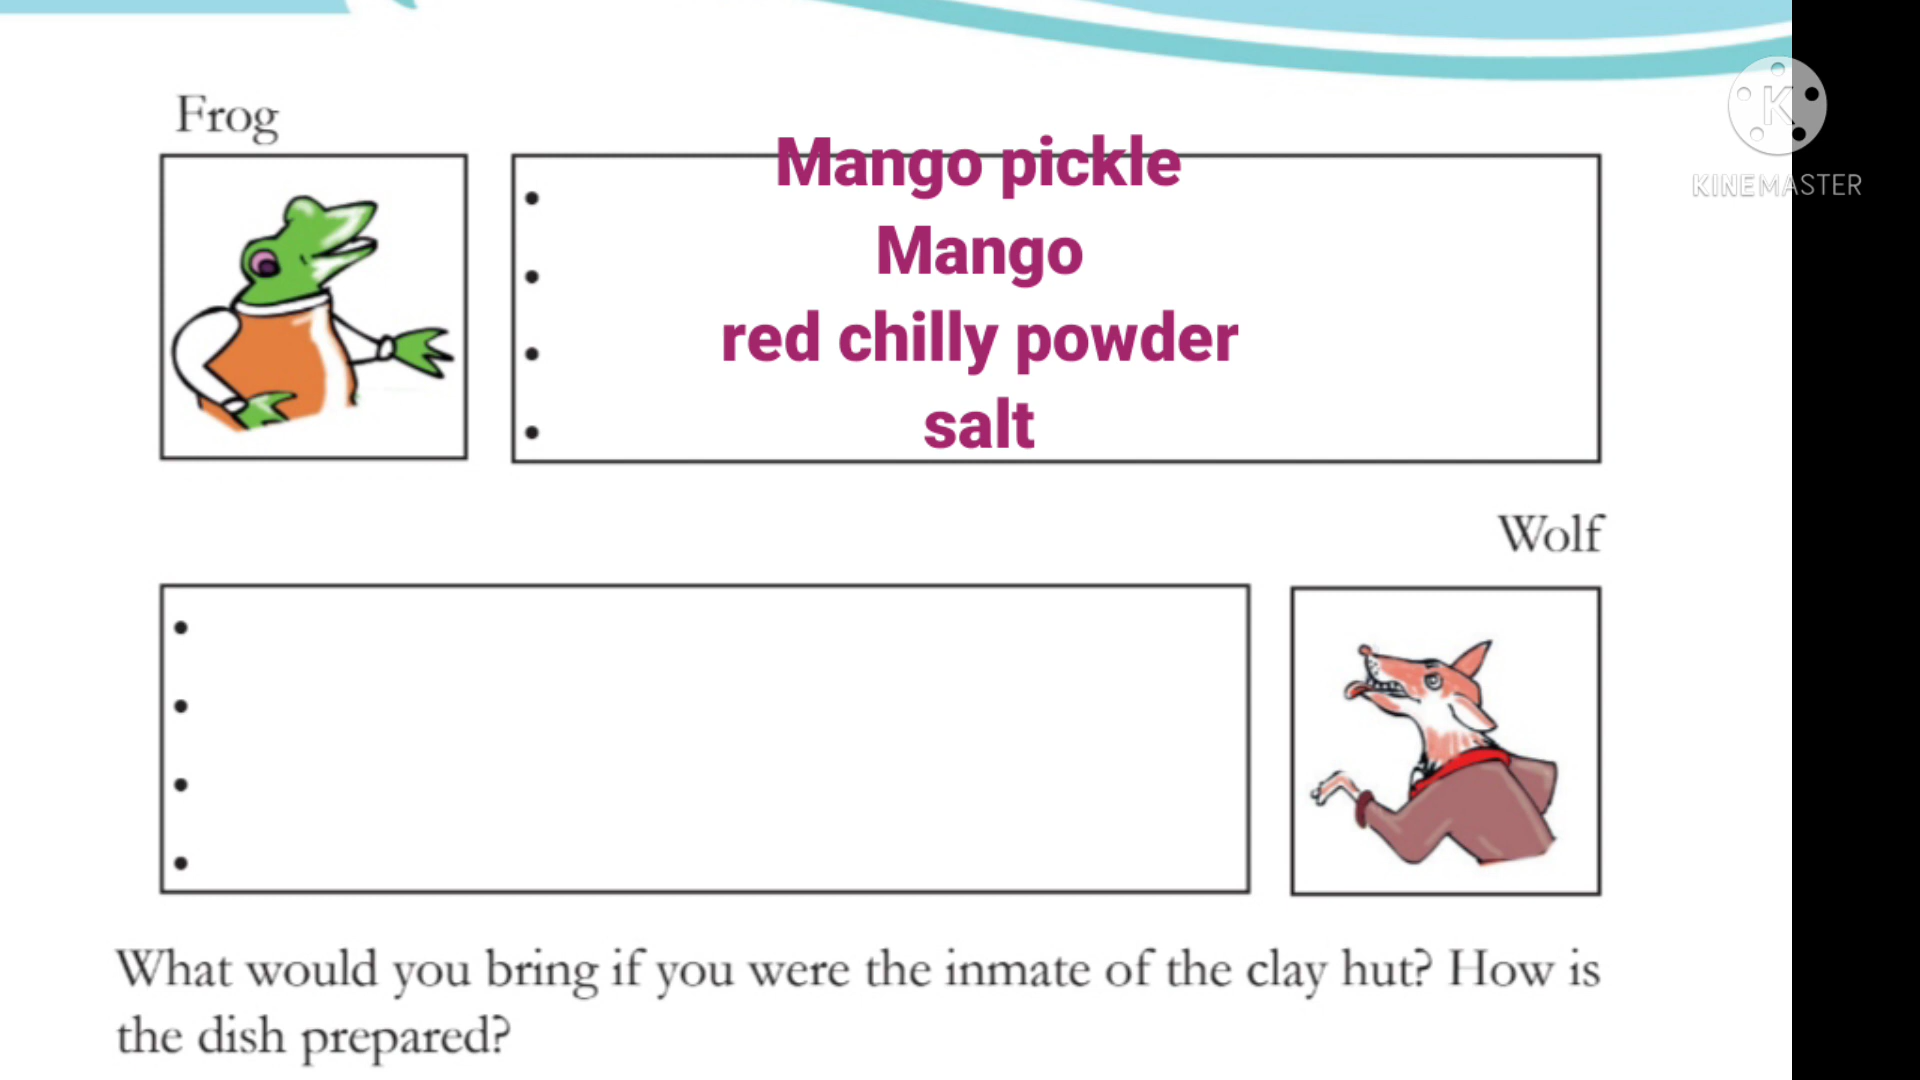 Frog
Mango pickle
Mango
red chilly powder
salt
KINEMASTER
Wolf
What would you bring if you were the inmate of the clay hut? How is
the dish prepared?